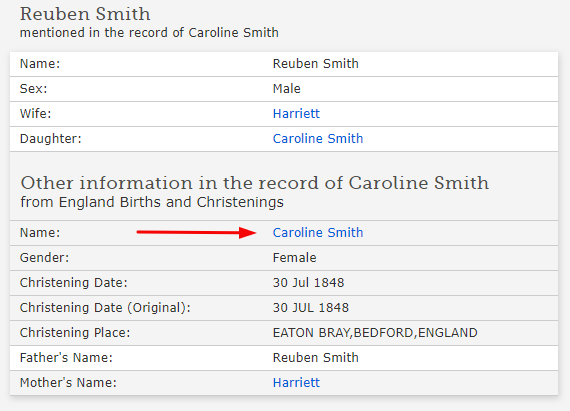 Reuben Smith
mentioned in the record of Caroline Smith
Name: Reuben Smith
Sex: Male
Wife: Harriett
Daughter: Caroline Smith
Other information in the record of Caroline Smith
from England Births and Christenings
Name: Caroline Smith
Gender: Female
Christening Date: 30 Jul 1848
Christening Date (Original): 30 JUL 1848
Christening Place: EATON BRAY,BEDFORD,ENGLAND
Father's Name: Reuben Smith
Mother's Name: Harriett